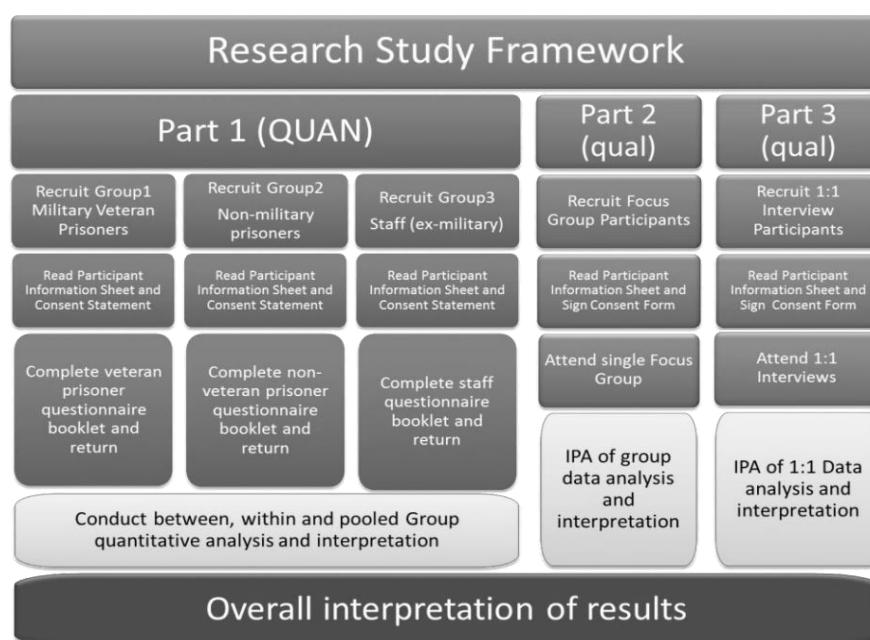 Research Study Framework
Part 1 (QUAN)
Part 2
(qual)
Part 3
(qual)
Recruit Group1
Military Veteran
Prisoners
Recruit Group2
Non-military
prisoners
Recruit Group3
Staff (ex-military)
Recruit Focus
Group Participants
Recruit 1:1
Interview
Participants
Read Participant
Information Sheet and
Consent Statement
Read Participant
Information Sheet and
Consent Statement
Read Participant
Information Sheet and
Consent Statement
Read Participant
Information Sheet and
Sign Consent Form
Read Participant
Information Sheet and
Sign Consent Form
Complete veteran
prisoner
questionnaire
booklet and
return
Complete non-
veteran prisoner
questionnaire
booklet and
return
Complete staff
questionnaire
booklet and
return
Attend single Focus
Group
Attend 1:1
Interviews
IPA of group
data analysis
and
interpretation
IPA of 1:1 Data
analysis and
interpretation
Conduct between, within and pooled Group
quantitative analysis and interpretation
Overall interpretation of results